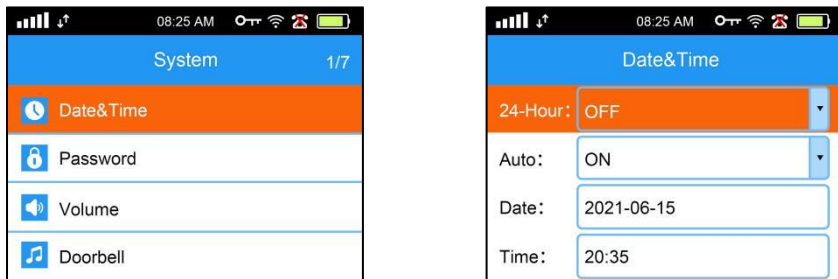 08:25 AM
System 1/7
Date&Time
Password
Volume
Doorbell
08:25 AM
Date&Time
24-Hour: OFF
Auto: ON
Date: 2021-06-15
Time: 20:35